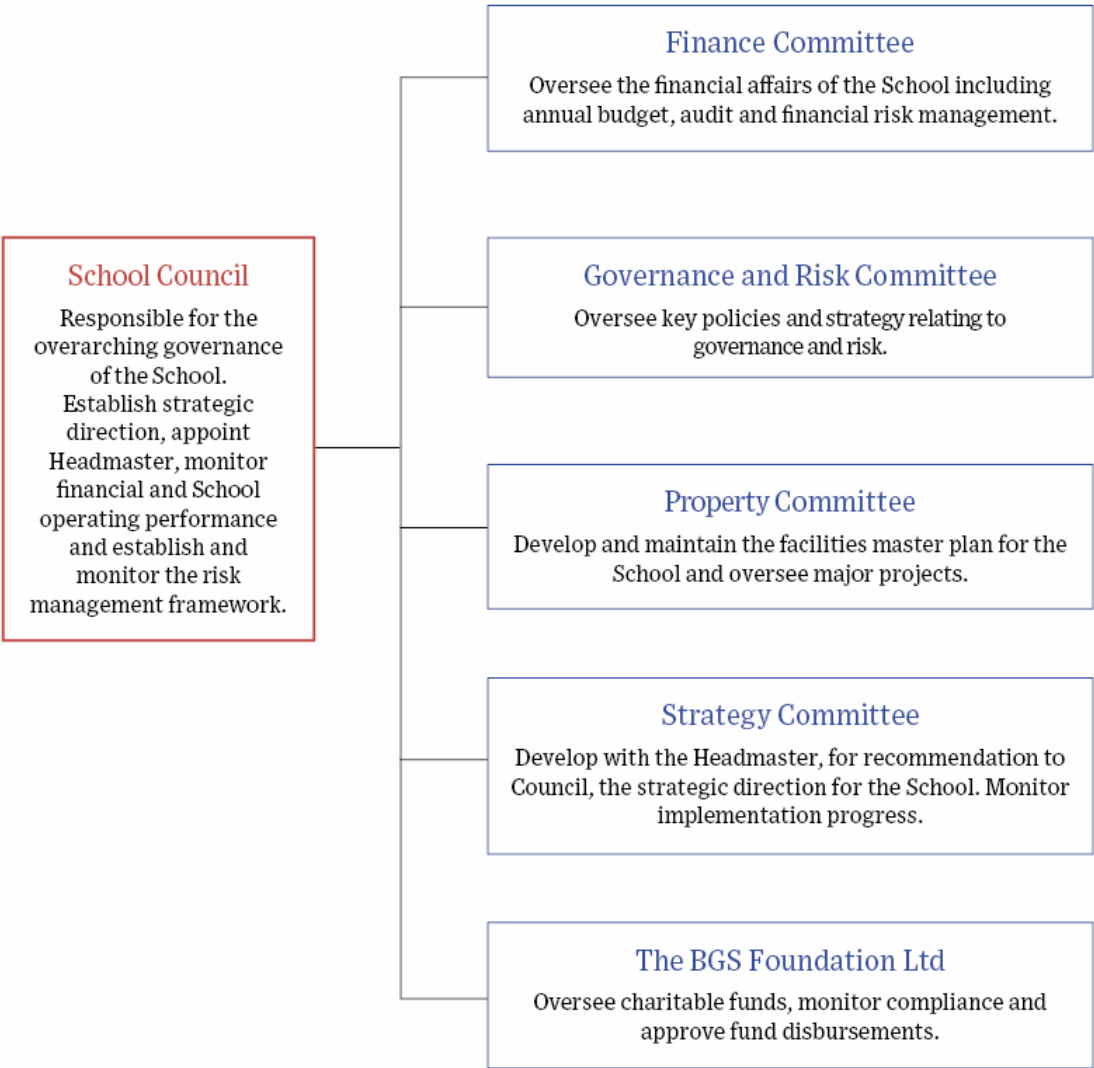 Finance Committee
Oversee the financial affairs of the School including
annual budget, audit and financial risk management.
School Council
Responsible for the
overarching governance
of the School.
Establish strategic
direction, appoint
Headmaster, monitor
financial and School
operating performance
and establish and
monitor the risk
management framework.
Governance and Risk Committee
Oversee key policies and strategy relating to
governance and risk.
Property Committee
Develop and maintain the facilities master plan for the
School and oversee major projects.
Strategy Committee
Develop with the Headmaster, for recommendation to
Council, the strategic direction for the School. Monitor
implementation progress.
The BGS Foundation Ltd
Oversee charitable funds, monitor compliance and
approve fund disbursements.